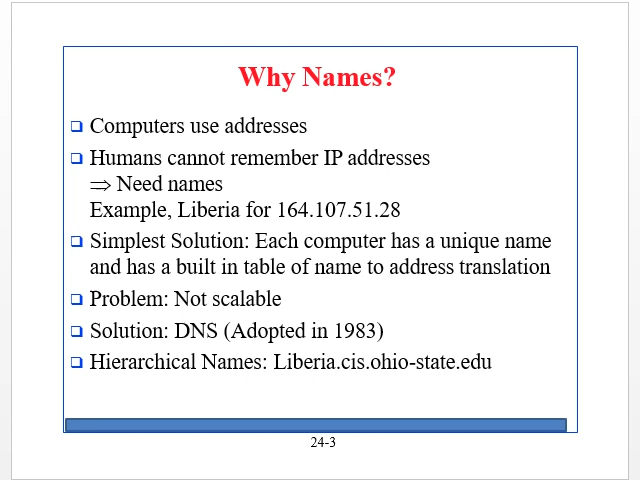 Why Names?
❑ Computers use addresses
❑ Humans cannot remember IP addresses
⇒ Need names
Example, Liberia for 164.107.51.28
❑ Simplest Solution: Each computer has a unique name
and has a built in table of name to address translation
❑ Problem: Not scalable
❑ Solution: DNS (Adopted in 1983)
❑ Hierarchical Names: Liberia.cis.ohio-state.edu
24-3